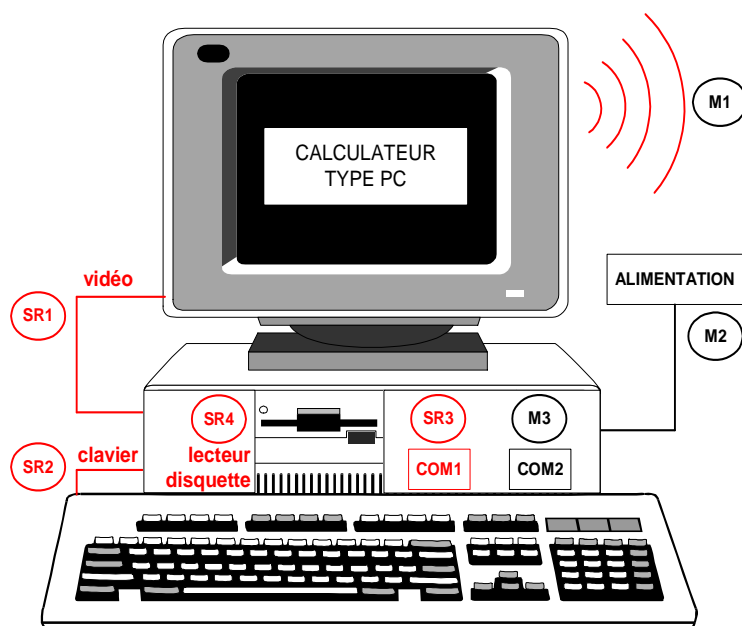 M1
CALCULATEUR
TYPE PC
vidéo
ALIMENTATION
SR1
M2
SR4
SR3
M3
SR2
clavier
lecteur
disquette
COM1
COM2